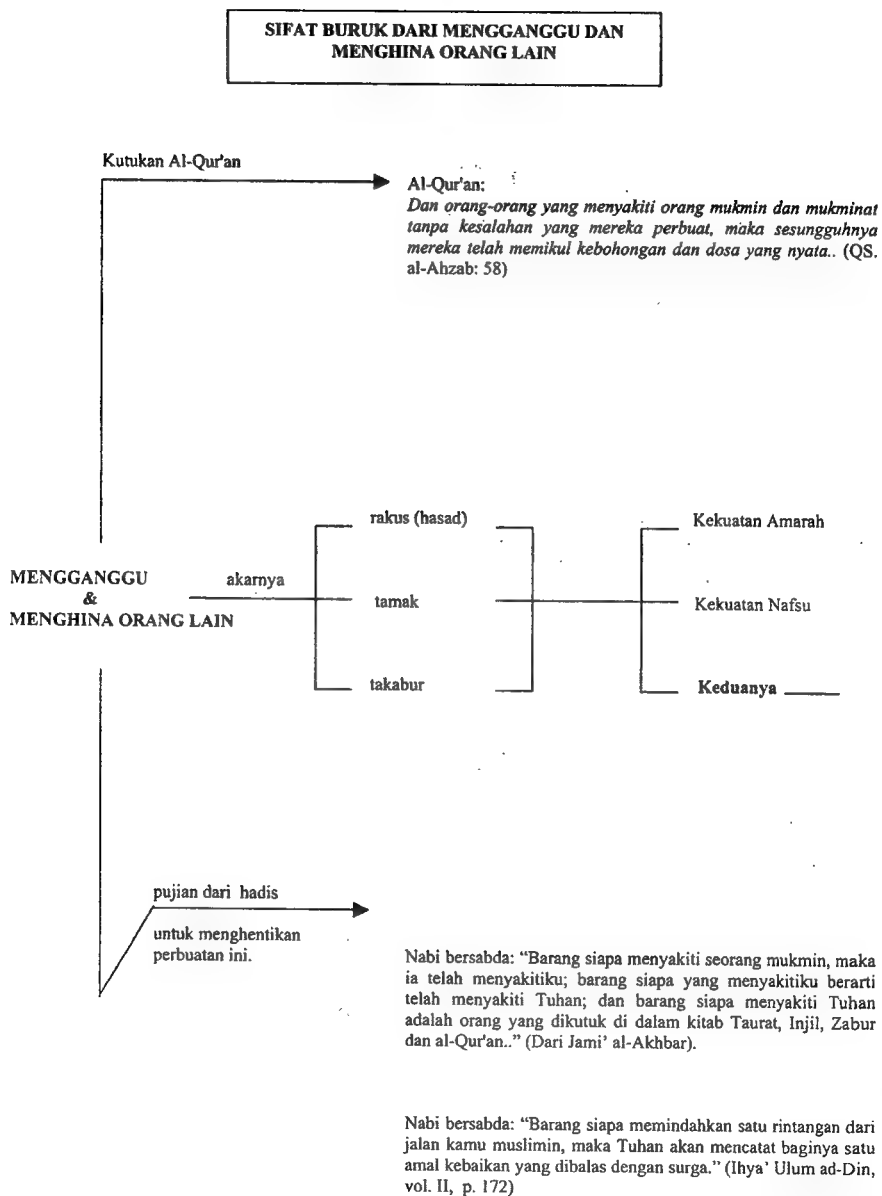 SIFAT BURUK DARI MENGGANGGU DAN
MENGHINA ORANG LAIN
Kutukan Al-Qur'an
Al-Qur'an:
Dan orang-orang yang menyakiti orang mukmin dan mukminat
tanpa kesalahan yang mereka perbuat, maka sesungguhnya
mereka telah memikul kebohongan dan dosa yang nyata.. (QS.
al-Ahzab: 58)
MENGGANGGU
&
MENGHINA ORANG LAIN
akarnya
rakus (hasad)
tamak
takabur
Kekuatan Amarah
Kekuatan Nafsu
Keduanya
pujian dari hadis
untuk menghentikan
perbuatan ini.
Nabi bersabda: “Barang siapa menyakiti seorang mukmin, maka
ia telah menyakitiku; barang siapa yang menyakitiku berarti
telah menyakiti Tuhan; dan barang siapa menyakiti Tuhan
adalah orang yang dikutuk di dalam kitab Taurat, Injil, Zabur
dan al-Qur'an..” (Dari Jami’ al-Akhbar).
Nabi bersabda: “Barang siapa memindahkan satu rintangan dari
jalan kamu muslimin, maka Tuhan akan mencatat baginya satu
amal kebaikan yang dibalas dengan surga.” (Ihya’ Ulum ad-Din,
vol. II, p. 172)